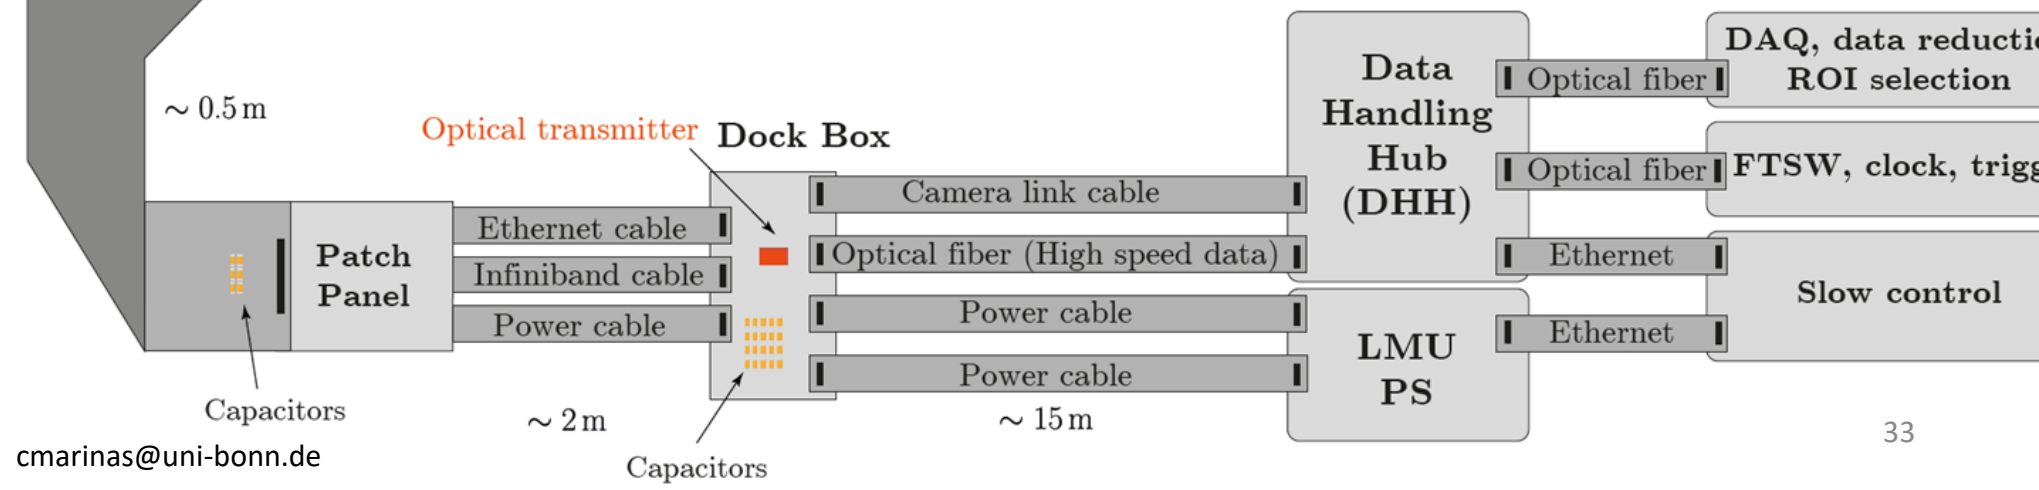 ~ 0.5 m
Optical transmitter
Dock Box
Patch
Panel
Ethernet cable
Infiniband cable
Power cable
Capacitors
~ 2 m
Capacitors
Camera link cable
Optical fiber (High speed data)
Power cable
Power cable
~ 15 m
Data
Handling
Hub
(DHH)
LMU
PS
Optical fiber
Optical fiber
Ethernet
Ethernet
DAQ, data reducti
ROI selection
FTSW, clock, trigg
Slow control
cmarinas@uni-bonn.de
33